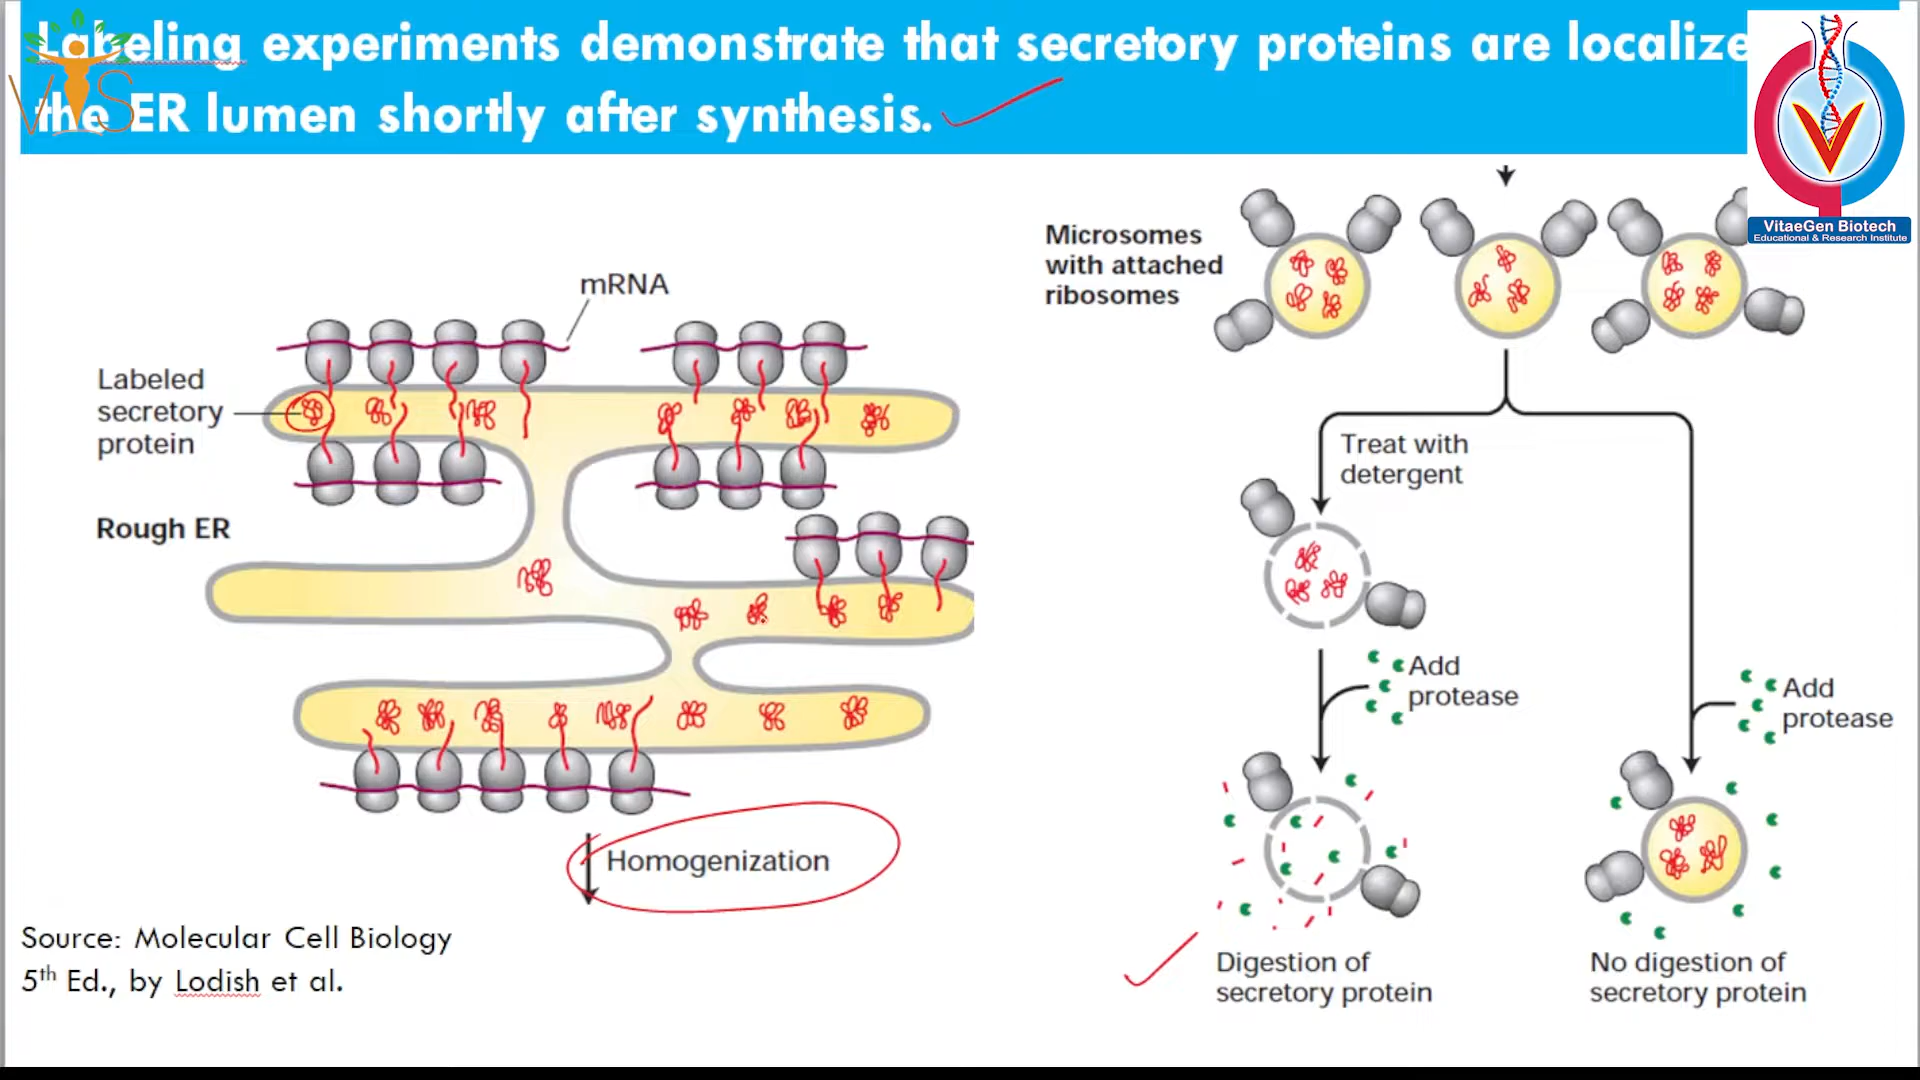 Labeling experiments demonstrate that secretory proteins are localize
the ER lumen shortly after synthesis.
VIS
VitaeGen Biotech
Educational & Research Institute
mRNA
Labeled
secretory
protein
Rough ER
Homogenization
Source: Molecular Cell Biology
5th Ed., by Lodish et al.
Microsomes
with attached
ribosomes
Treat with
detergent
Add
protease
Add
protease
Digestion of
secretory protein
No digestion of
secretory protein